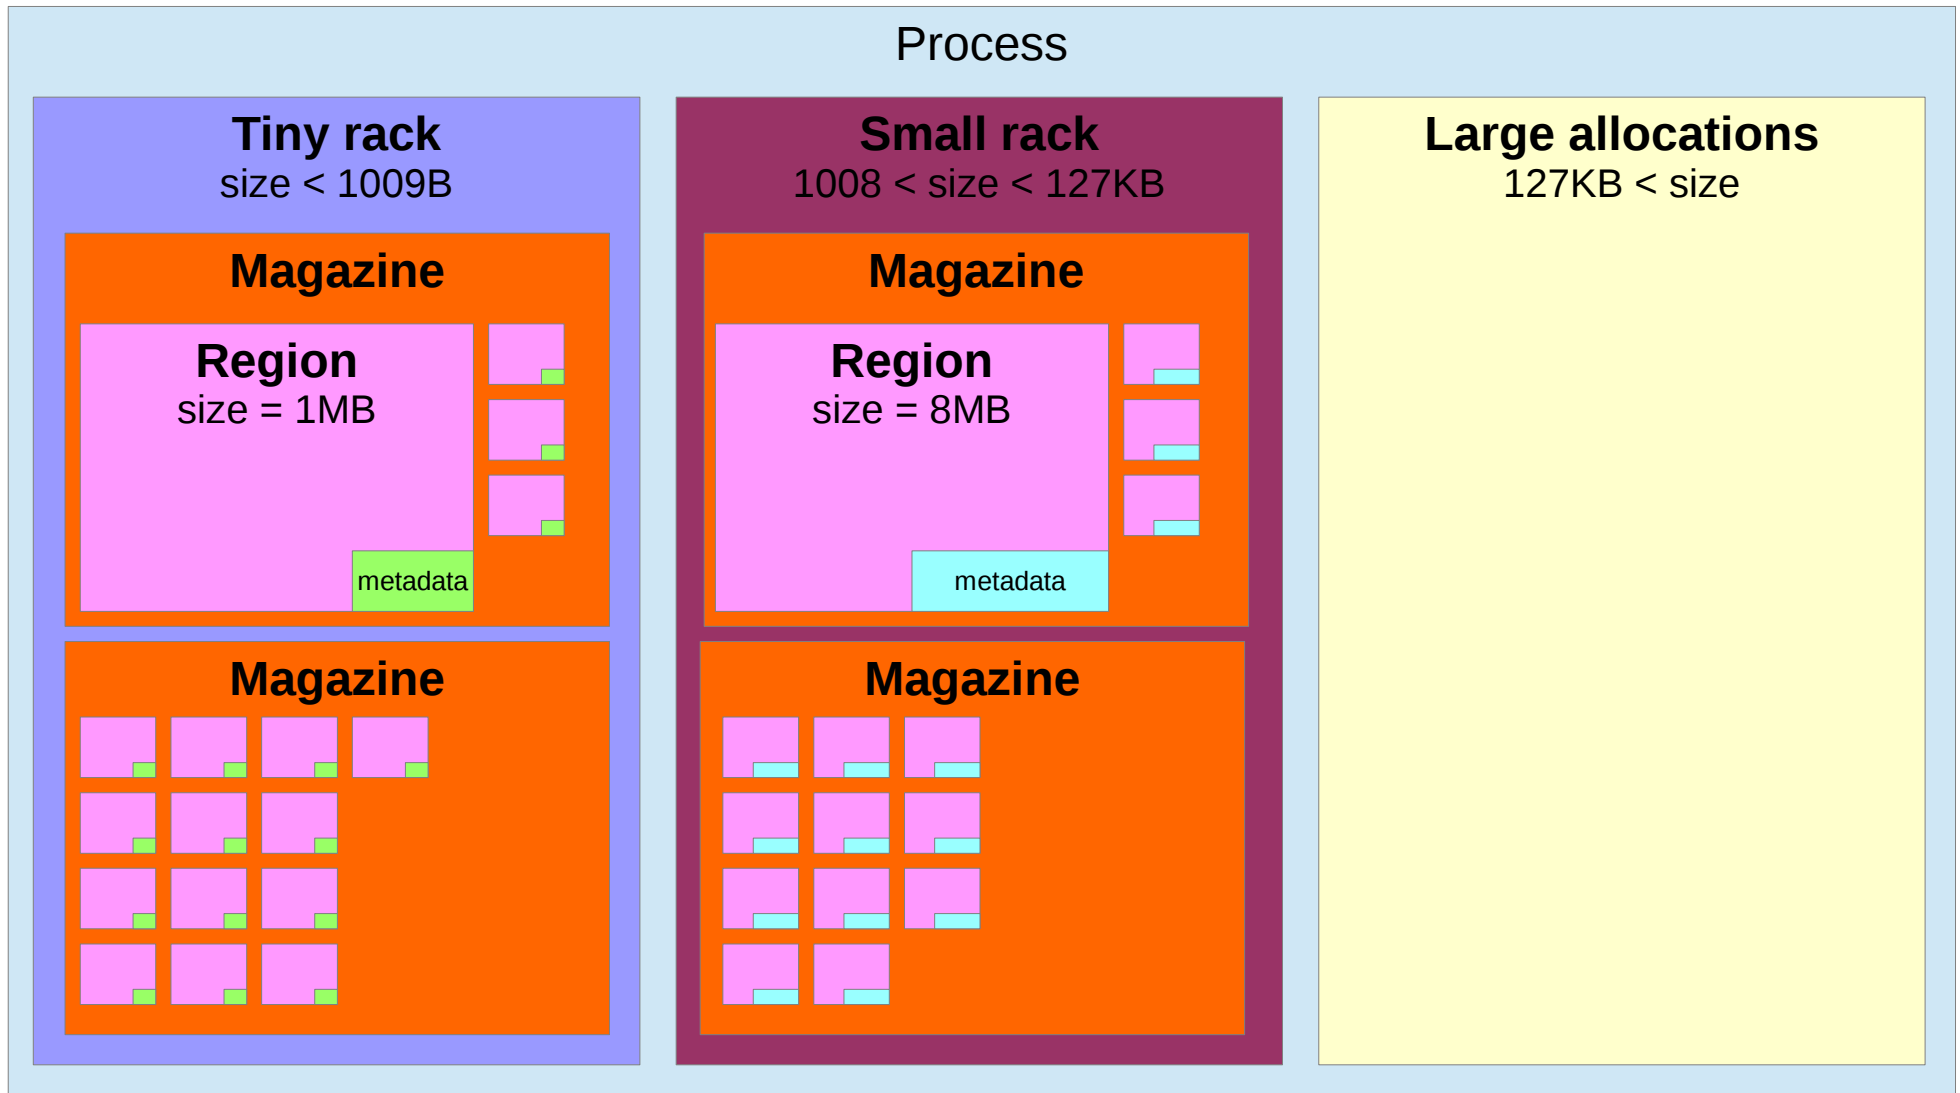 Process
Tiny rack
size < 1009B
Magazine
Region
size = 1MB
metadata
Magazine
Small rack
1008 < size < 127KB
Magazine
Region
size = 8MB
metadata
Magazine
Large allocations
127KB < size